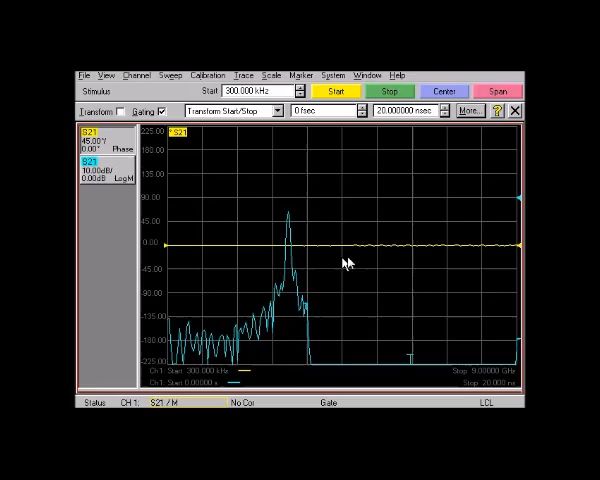 File View Channel Sweep Calibration Trace Scale Marker System Window Help
Stimulus Start 300.000 kHz Start Stop Center Span
Transform Gating Transform Start/Stop 0 fsec 20.000000 nsec More... ?
S21
45.00°/
0.00° Phase
S21
10.00dB/
0.00dB LogM
225.00 °S21
180.00
135.00
90.00
45.00
0.00
-45.00
-90.00
-135.00
-180.00
-225.00
Ch1: Start 300.000 kHz Stop 9.00000 GHz
Ch1: Start 0.00000 s Stop 20.000 ns
Status CH 1: S21 / M No Cor Gate LCL